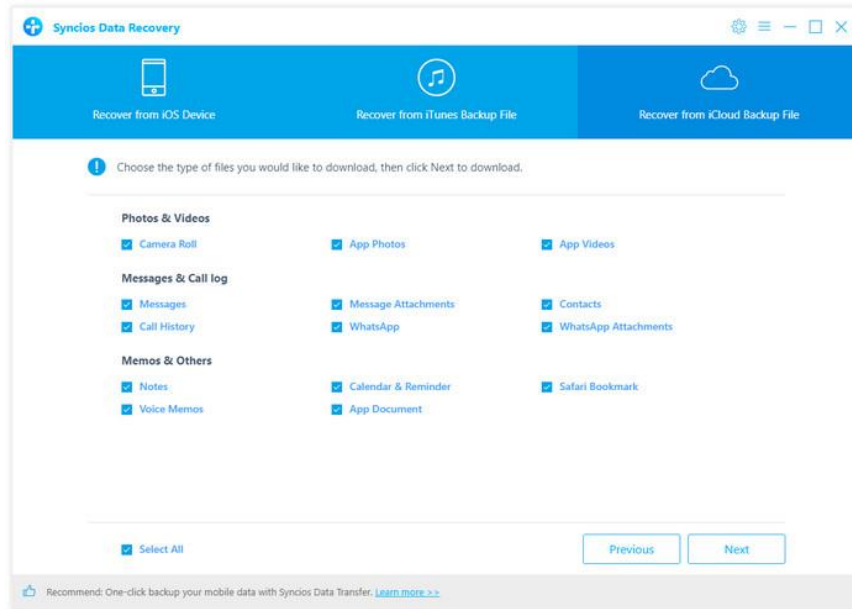 Syncios Data Recovery
Recover from iOS Device
Recover from iTunes Backup File
Recover from iCloud Backup File
Choose the type of files you would like to download, then click Next to download.
Photos & Videos
Camera Roll App Photos App Videos
Messages & Call log
Messages Message Attachments Contacts
Call History WhatsApp WhatsApp Attachments
Memos & Others
Notes Calendar & Reminder Safari Bookmark
Voice Memos App Document
Select All Previous Next
Recommend: One-click backup your mobile data with Syncios Data Transfer. Learn more >>